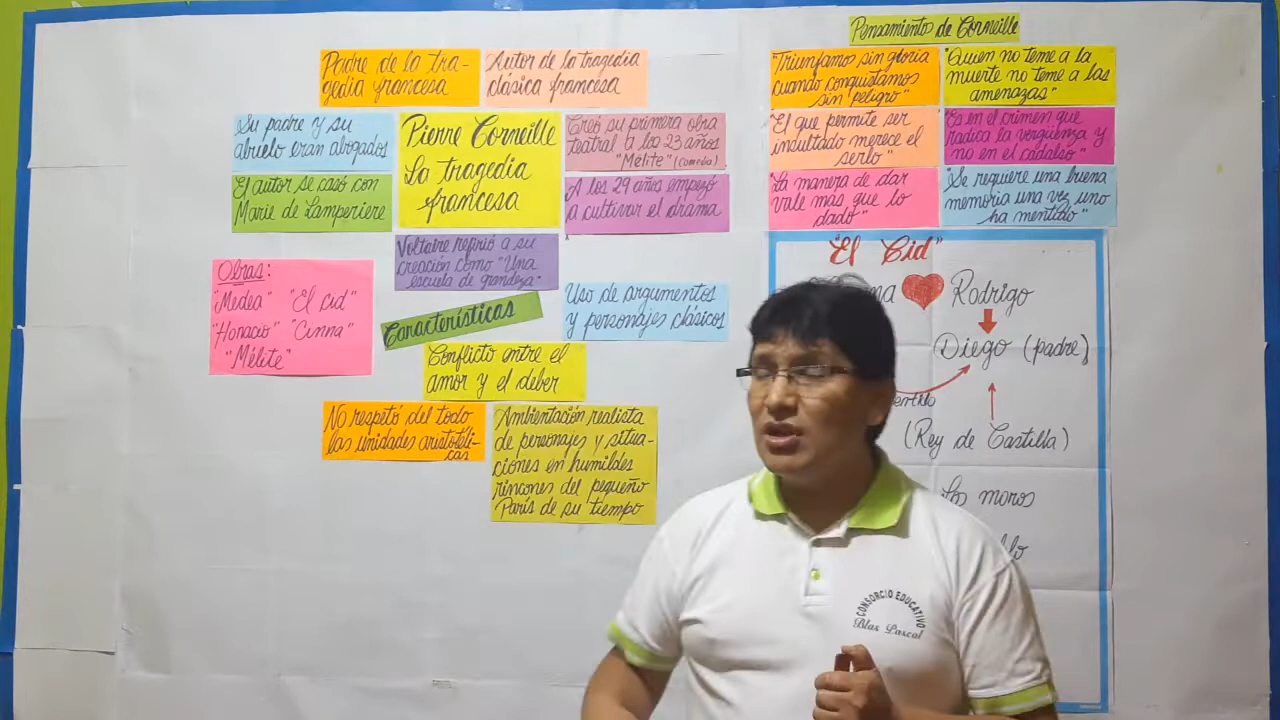 Pensamiento de Corneille
Padre de la tra-
gedia francesa
Autor de la tragedia
clásica francesa
Su padre y su
abuelo eran abogados
Pierre Corneille
La tragedia
francesa
Creó su primera obra
teatral a los 23 años
"Mélite" (comedia)
El autor se casó con
Marie de Lamperiere
A los 29 años empezó
a cultivar el drama
Voltaire refirió a su
creación como "Una
escuela de grandeza"
Obras:
"Medea" "El cid"
"Horacio" "Cinna"
"Mélite"
Características
Uso de argumentos
y personajes clásicos
Conflicto entre el
amor y el deber
No respetó del todo
las unidades aristotéli-
cas
Ambientación realista
de personajes y situa-
ciones en humildes
rincones del pequeño
París de su tiempo
"Triunfamos sin gloria
cuando conquistamos
sin peligro"
"Quien no teme a la
muerte no teme a las
amenazas"
"El que permite ser
indultado merece el
serlo"
"Es en el crimen que
radica la vergüenza y
no en el cadalso"
"La manera de dar
vale mas que lo
dado"
"Se requiere una buena
memoria una vez uno
ha mentido"
"El Cid"
Rodrigo
Diego (padre)
(Rey de Castilla)
los moros
CONSORCIO EDUCATIVO
Blas Pascal